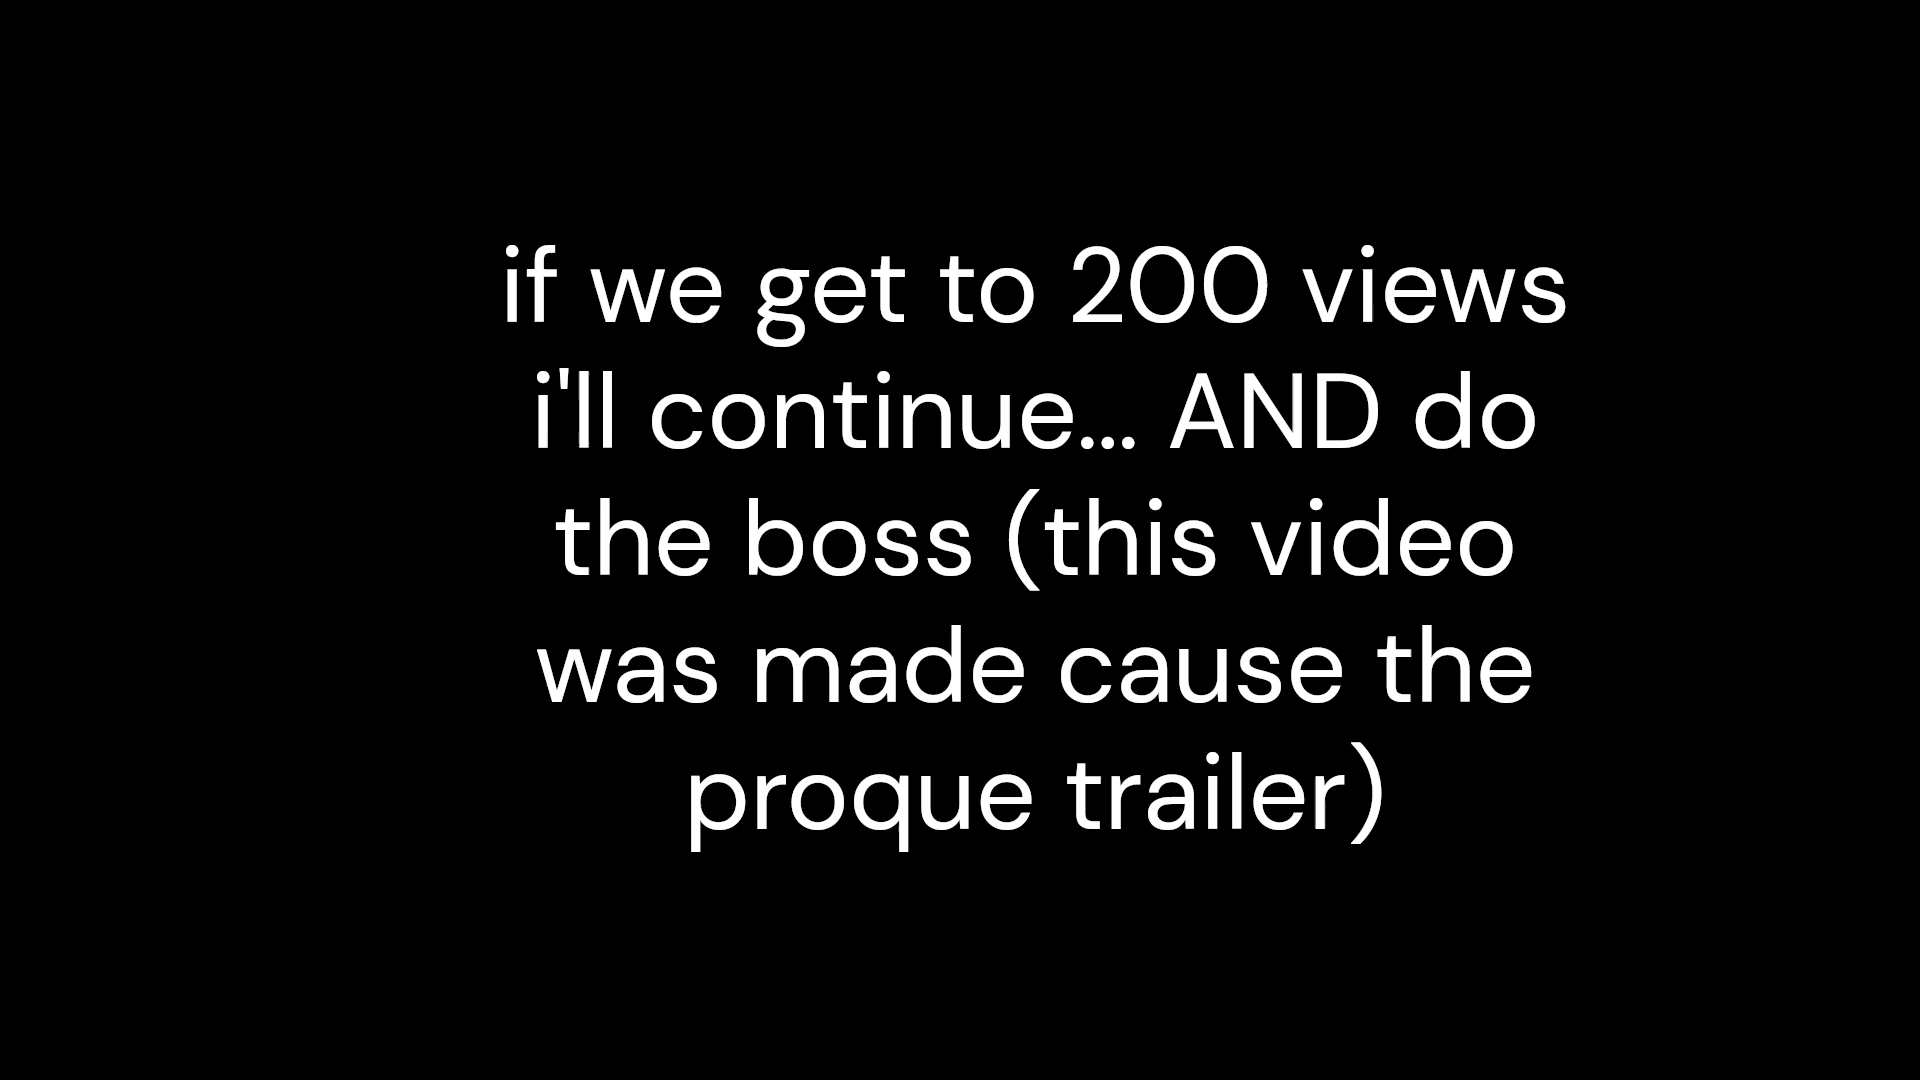 if we get to 200 views
i'll continue... AND do
the boss (this video
was made cause the
proque trailer)